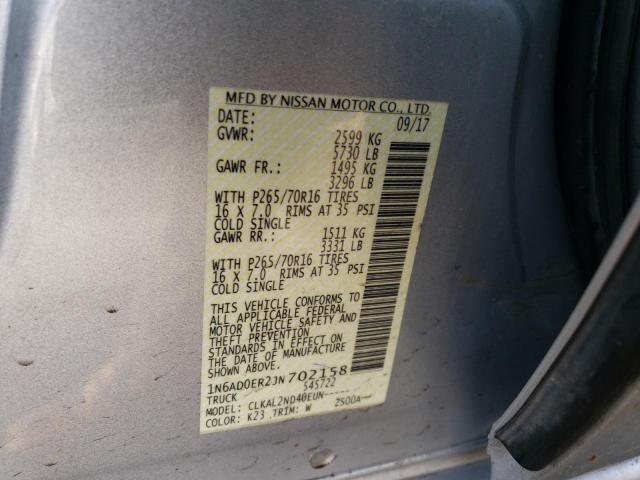 MFD BY NISSAN MOTOR CO., LTD.
DATE: 09/17
GVWR: 2599 KG
5730 LB
GAWR FR.: 1495 KG
3296 LB
WITH P265/70R16 TIRES
16 X 7.0 RIMS AT 35 PSI
COLD SINGLE
GAWR RR.: 1511 KG
3331 LB
WITH P265/70R16 TIRES
16 X 7.0 RIMS AT 35 PSI
COLD SINGLE
THIS VEHICLE CONFORMS TO
ALL APPLICABLE FEDERAL
MOTOR VEHICLE SAFETY AND
THEFT PREVENTION
STANDARDS IN EFFECT ON
THE DATE OF MANUFACTURE
SHOWN ABOVE.
1N6AD0ER2JN702158
TRUCK 545722
MODEL: CLKAL2ND40EUN-----
COLOR: K23 TRIM: W 2S00A--